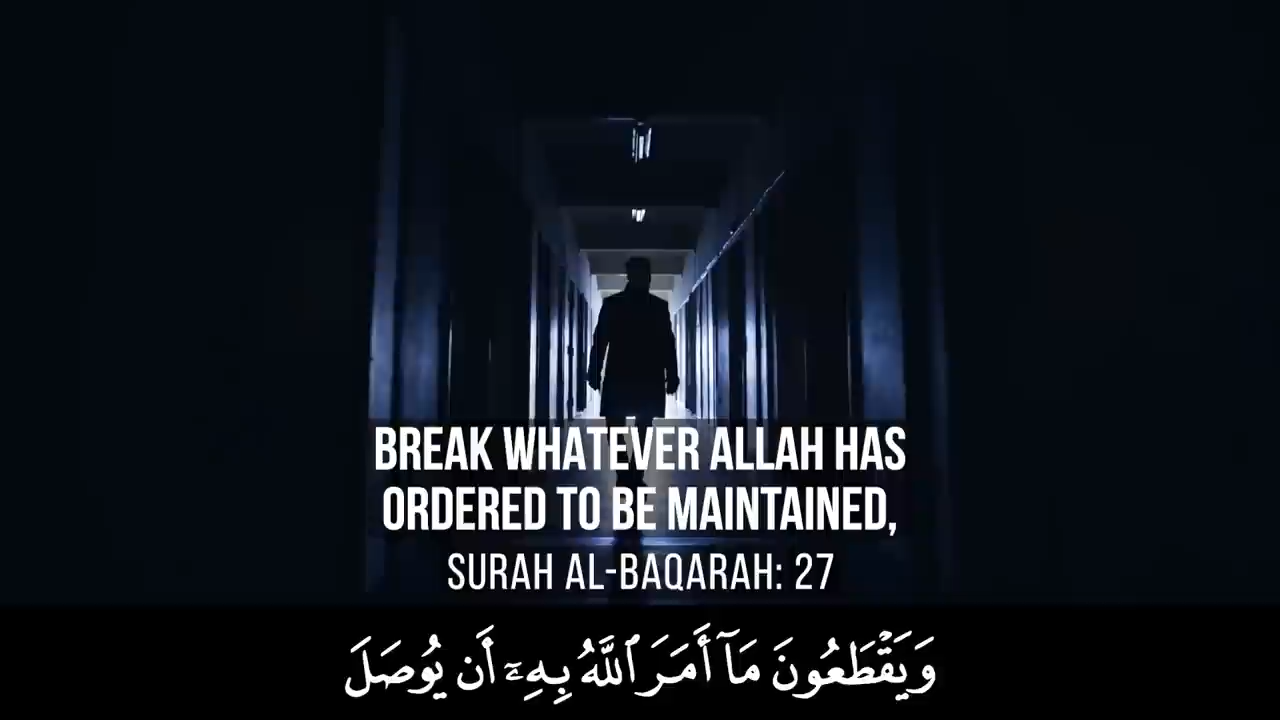 BREAK WHATEVER ALLAH HAS
ORDERED TO BE MAINTAINED,
SURAH AL-BAQARAH: 27
وَيَقْطَعُونَ مَآ أَمَرَ ٱللَّهُ بِهِۦٓ أَن يُوصَلَ